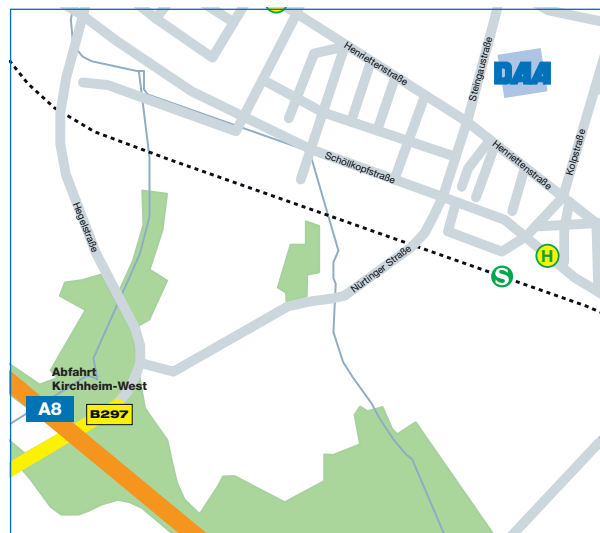 Henriettenstraße
Steingaustraße
DAA
Kolpstraße
Henriettenstraße
Schöllkopfstraße
Hegelstraße
Nürtinger Straße
H
S
Abfahrt
Kirchheim-West
A8
B297